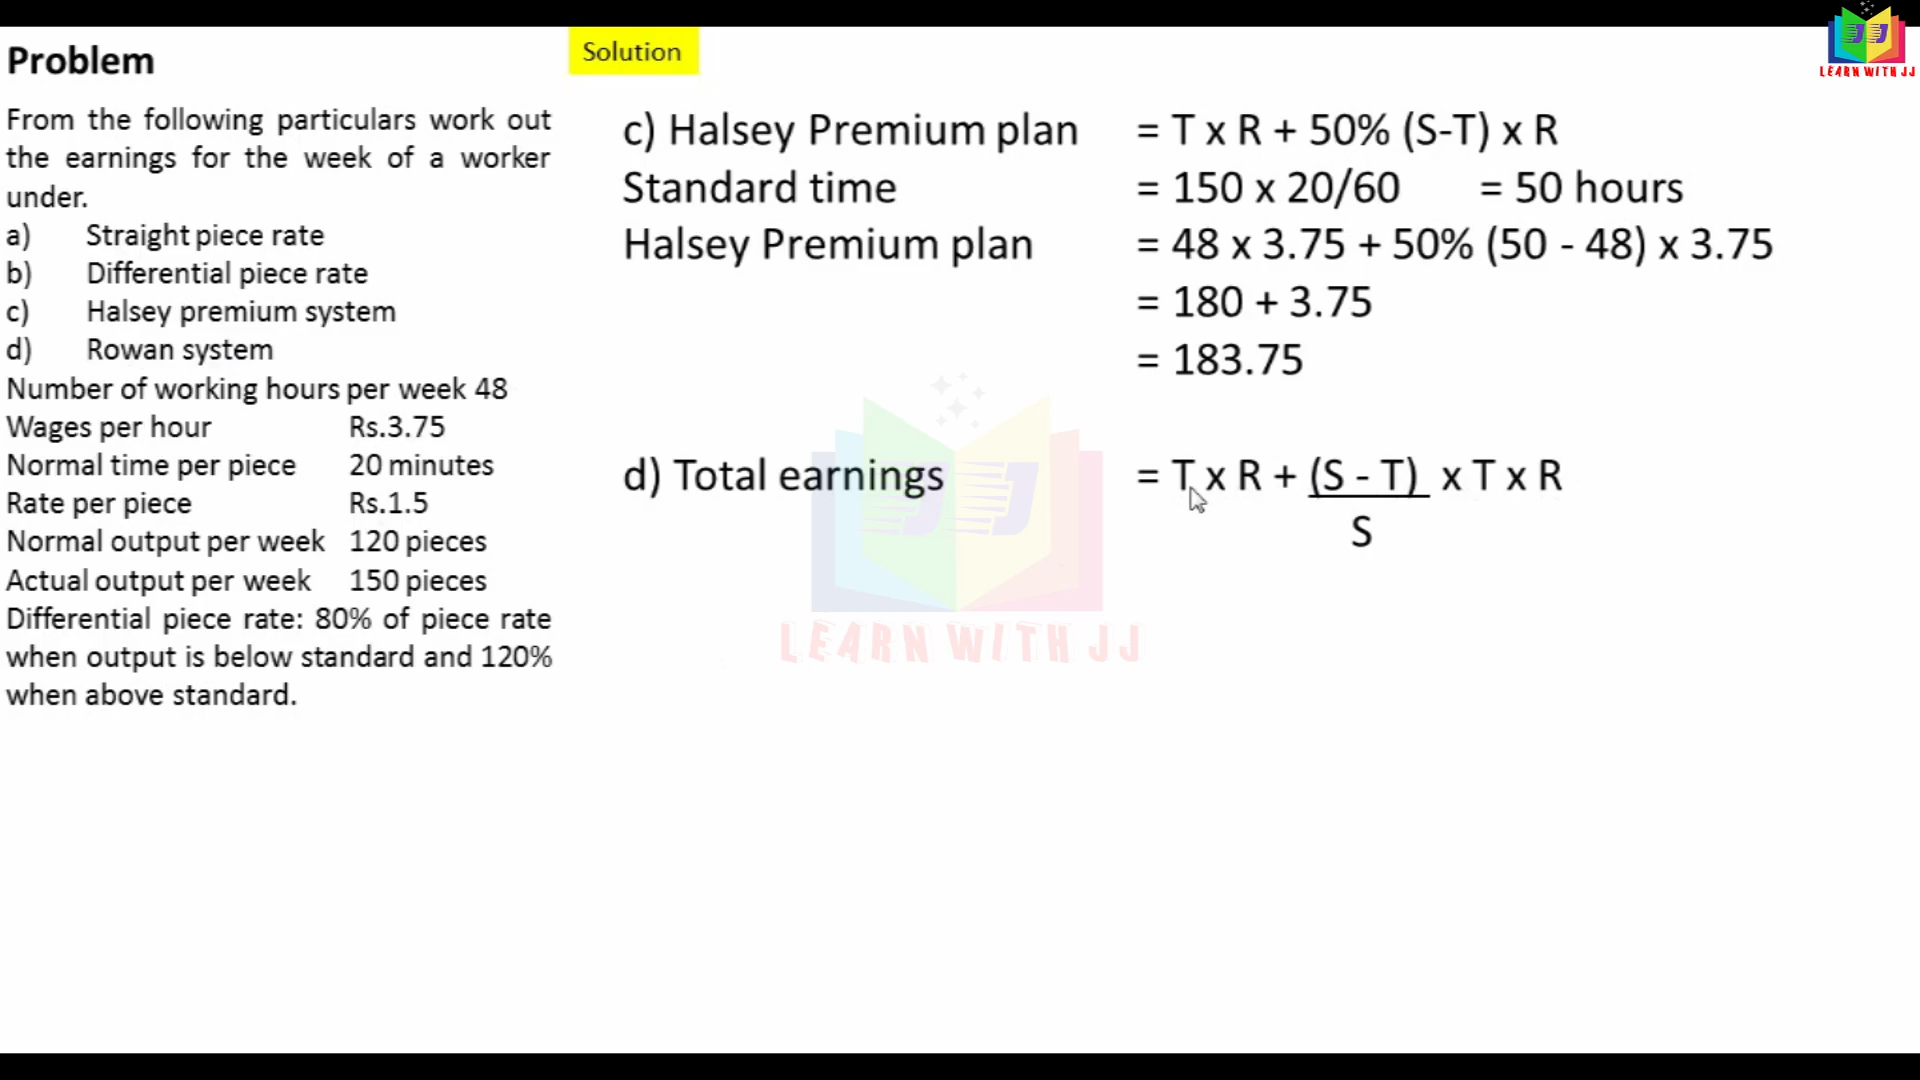 LEARN WITH JJ
Problem
From the following particulars work out
the earnings for the week of a worker
under.
a) Straight piece rate
b) Differential piece rate
c) Halsey premium system
d) Rowan system
Number of working hours per week 48
Wages per hour Rs.3.75
Normal time per piece 20 minutes
Rate per piece Rs.1.5
Normal output per week 120 pieces
Actual output per week 150 pieces
Differential piece rate: 80% of piece rate
when output is below standard and 120%
when above standard.
Solution
c) Halsey Premium plan = T x R + 50% (S-T) x R
Standard time = 150 x 20/60 = 50 hours
Halsey Premium plan = 48 x 3.75 + 50% (50 - 48) x 3.75
= 180 + 3.75
= 183.75
d) Total earnings = T x R + (S - T) x T x R
S
JJ
LEARN WITH JJ